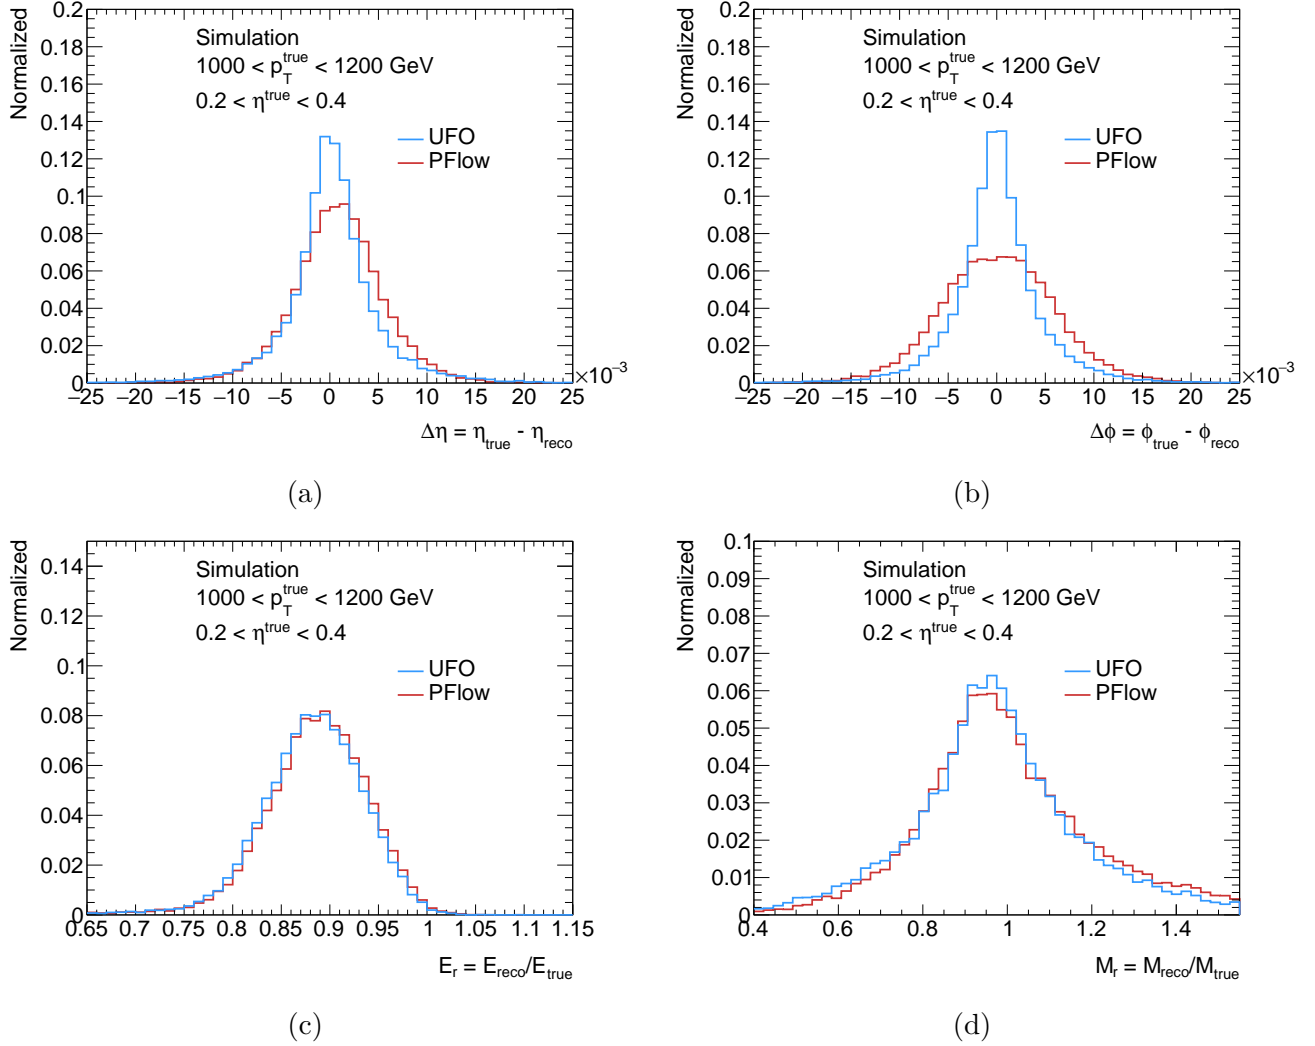 Normalized
0.2
0.18
0.16
0.14
0.12
0.1
0.08
0.06
0.04
0.02
0
Simulation
1000 < p_T^true < 1200 GeV
0.2 < η^true < 0.4
UFO
PFlow
−25 −20 −15 −10 −5 0 5 10 15 20 25
×10^−3
Δη = η_true - η_reco
(a)
Normalized
0.2
0.18
0.16
0.14
0.12
0.1
0.08
0.06
0.04
0.02
0
Simulation
1000 < p_T^true < 1200 GeV
0.2 < η^true < 0.4
UFO
PFlow
−25 −20 −15 −10 −5 0 5 10 15 20 25
×10^−3
Δϕ = ϕ_true - ϕ_reco
(b)
Normalized
0.14
0.12
0.1
0.08
0.06
0.04
0.02
0
Simulation
1000 < p_T^true < 1200 GeV
0.2 < η^true < 0.4
UFO
PFlow
0.65 0.7 0.75 0.8 0.85 0.9 0.95 1 1.05 1.1 1.15
E_r = E_reco/E_true
(c)
Normalized
0.1
0.09
0.08
0.07
0.06
0.05
0.04
0.03
0.02
0.01
0
Simulation
1000 < p_T^true < 1200 GeV
0.2 < η^true < 0.4
UFO
PFlow
0.4 0.6 0.8 1 1.2 1.4
M_r = M_reco/M_true
(d)